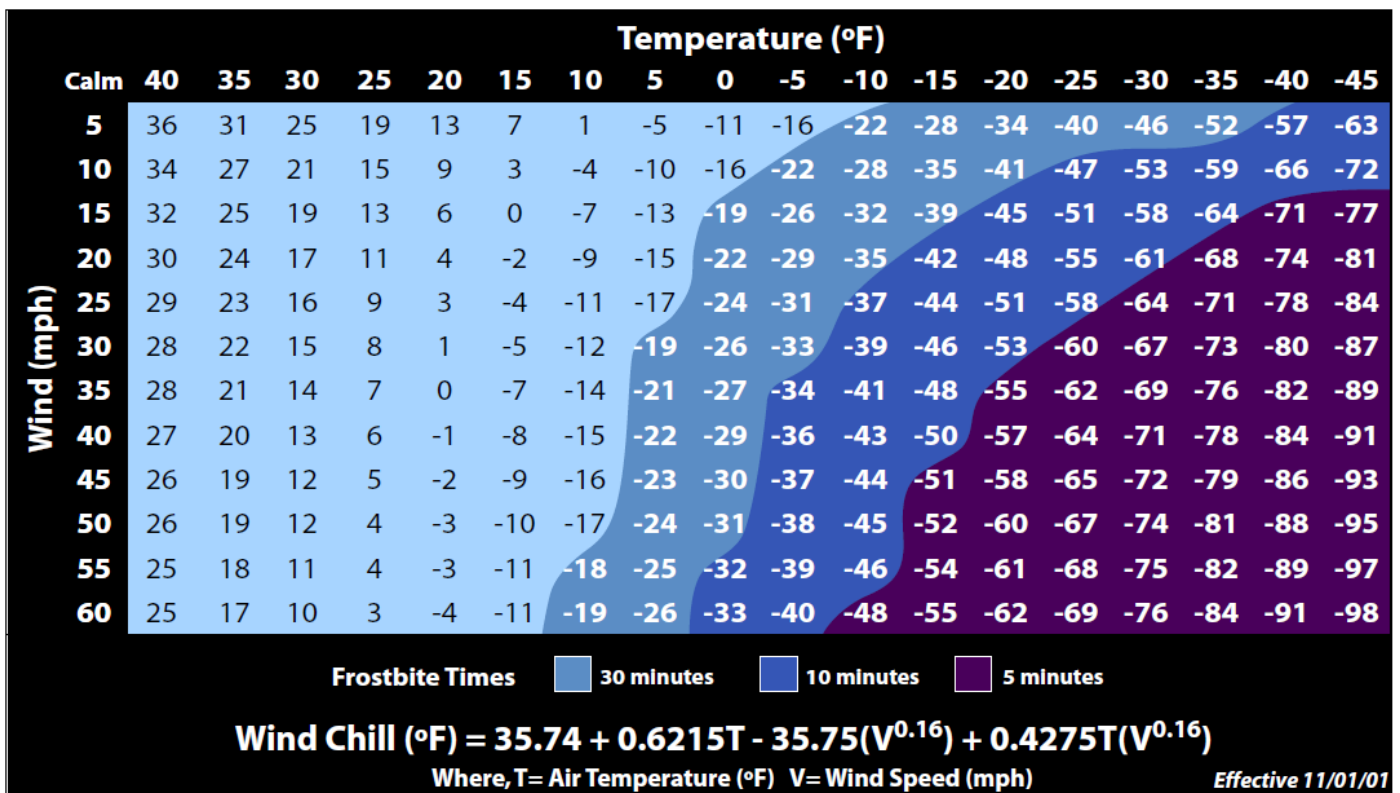 Temperature (ºF)
Calm 40 35 30 25 20 15 10 5 0 -5 -10 -15 -20 -25 -30 -35 -40 -45
5 36 31 25 19 13 7 1 -5 -11 -16 -22 -28 -34 -40 -46 -52 -57 -63
10 34 27 21 15 9 3 -4 -10 -16 -22 -28 -35 -41 -47 -53 -59 -66 -72
15 32 25 19 13 6 0 -7 -13 -19 -26 -32 -39 -45 -51 -58 -64 -71 -77
20 30 24 17 11 4 -2 -9 -15 -22 -29 -35 -42 -48 -55 -61 -68 -74 -81
25 29 23 16 9 3 -4 -11 -17 -24 -31 -37 -44 -51 -58 -64 -71 -78 -84
30 28 22 15 8 1 -5 -12 -19 -26 -33 -39 -46 -53 -60 -67 -73 -80 -87
35 28 21 14 7 0 -7 -14 -21 -27 -34 -41 -48 -55 -62 -69 -76 -82 -89
40 27 20 13 6 -1 -8 -15 -22 -29 -36 -43 -50 -57 -64 -71 -78 -84 -91
45 26 19 12 5 -2 -9 -16 -23 -30 -37 -44 -51 -58 -65 -72 -79 -86 -93
50 26 19 12 4 -3 -10 -17 -24 -31 -38 -45 -52 -60 -67 -74 -81 -88 -95
55 25 18 11 4 -3 -11 -18 -25 -32 -39 -46 -54 -61 -68 -75 -82 -89 -97
60 25 17 10 3 -4 -11 -19 -26 -33 -40 -48 -55 -62 -69 -76 -84 -91 -98
Wind (mph)
Frostbite Times 30 minutes 10 minutes 5 minutes
Wind Chill (ºF) = 35.74 + 0.6215T - 35.75(V^0.16) + 0.4275T(V^0.16)
Where, T= Air Temperature (ºF) V= Wind Speed (mph) Effective 11/01/01